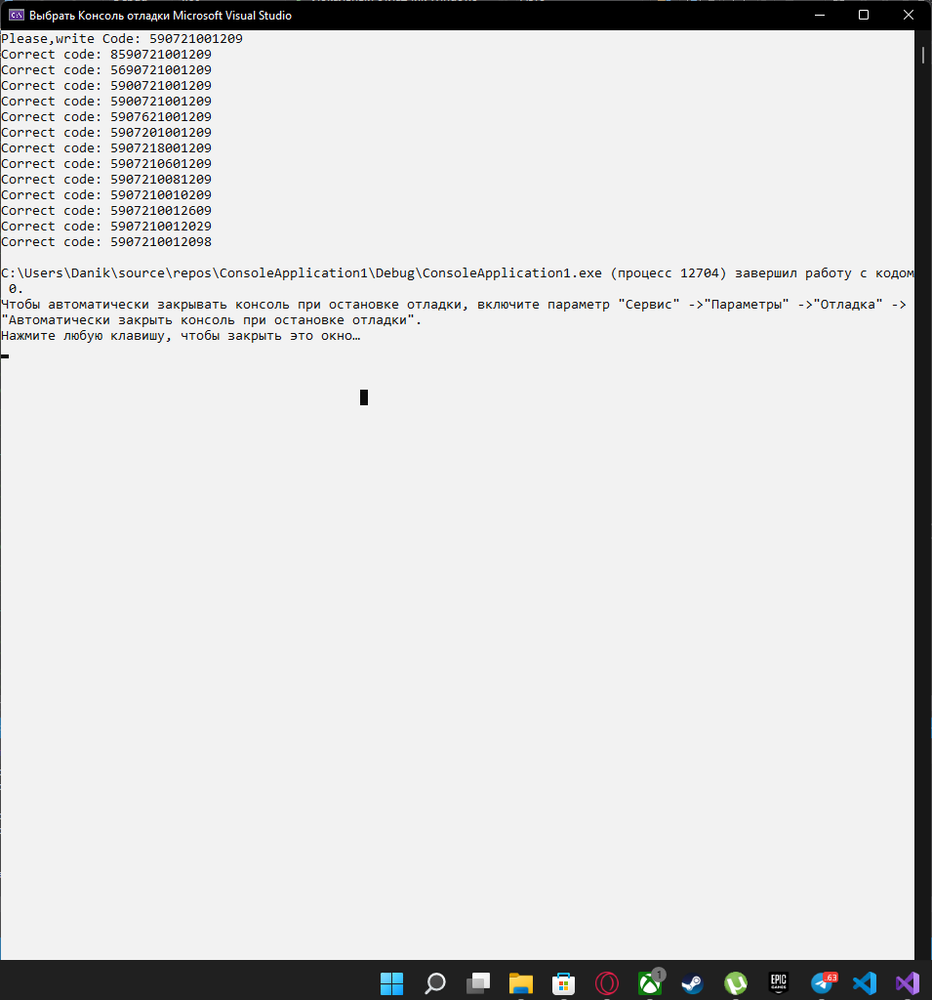 Выбрать Консоль отладки Microsoft Visual Studio
Please,write Code: 590721001209
Correct code: 8590721001209
Correct code: 5690721001209
Correct code: 5900721001209
Correct code: 5900721001209
Correct code: 5907621001209
Correct code: 5907201001209
Correct code: 5907218001209
Correct code: 5907210601209
Correct code: 5907210081209
Correct code: 5907210010209
Correct code: 5907210012609
Correct code: 5907210012029
Correct code: 5907210012098
C:\Users\Danik\source\repos\ConsoleApplication1\Debug\ConsoleApplication1.exe (процесс 12704) завершил работу с кодом
0.
Чтобы автоматически закрывать консоль при остановке отладки, включите параметр "Сервис" ->"Параметры" ->"Отладка" ->
"Автоматически закрыть консоль при остановке отладки".
Нажмите любую клавишу, чтобы закрыть это окно…
1
EPIC
GAMES
63